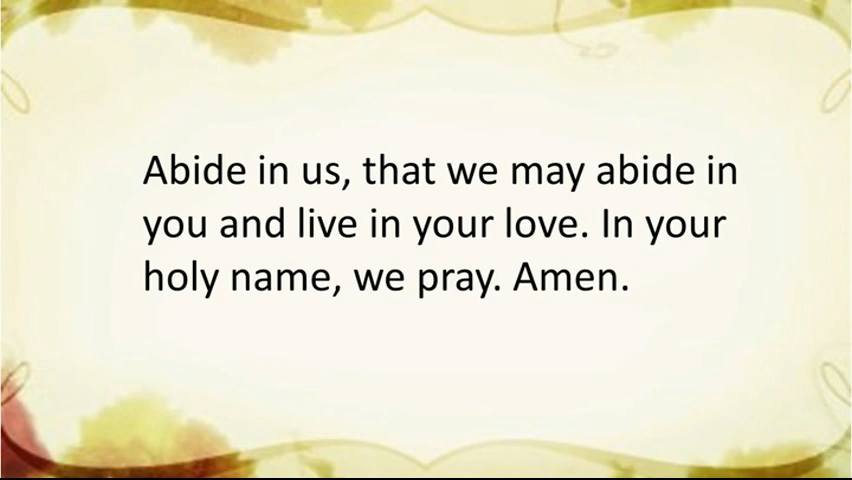 Abide in us, that we may abide in
you and live in your love. In your
holy name, we pray. Amen.